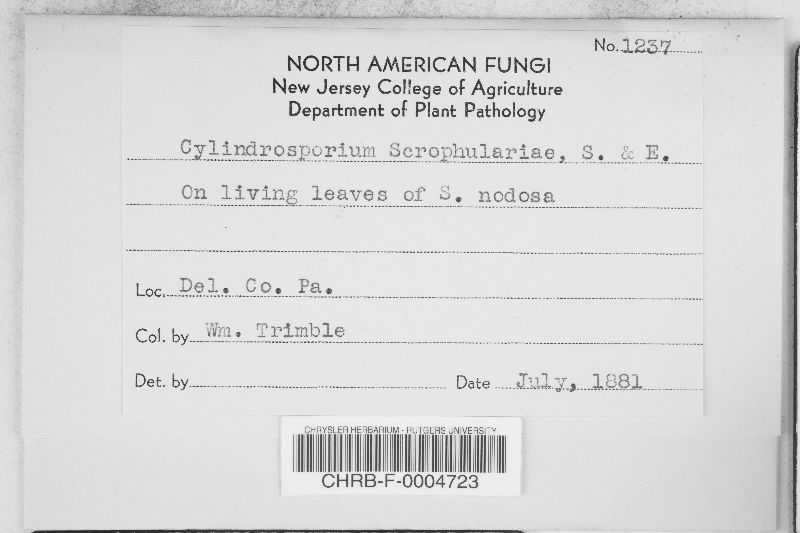 No. 1237
NORTH AMERICAN FUNGI
New Jersey College of Agriculture
Department of Plant Pathology
Cylindrosporium Scrophulariae, S. & E.
On living leaves of S. nodosa
Loc. Del. Co. Pa.
Col. by Wm. Trimble
Det. by Date July, 1881
CHRYSLER HERBARIUM - RUTGERS UNIVERSITY
CHRB-F-0004723